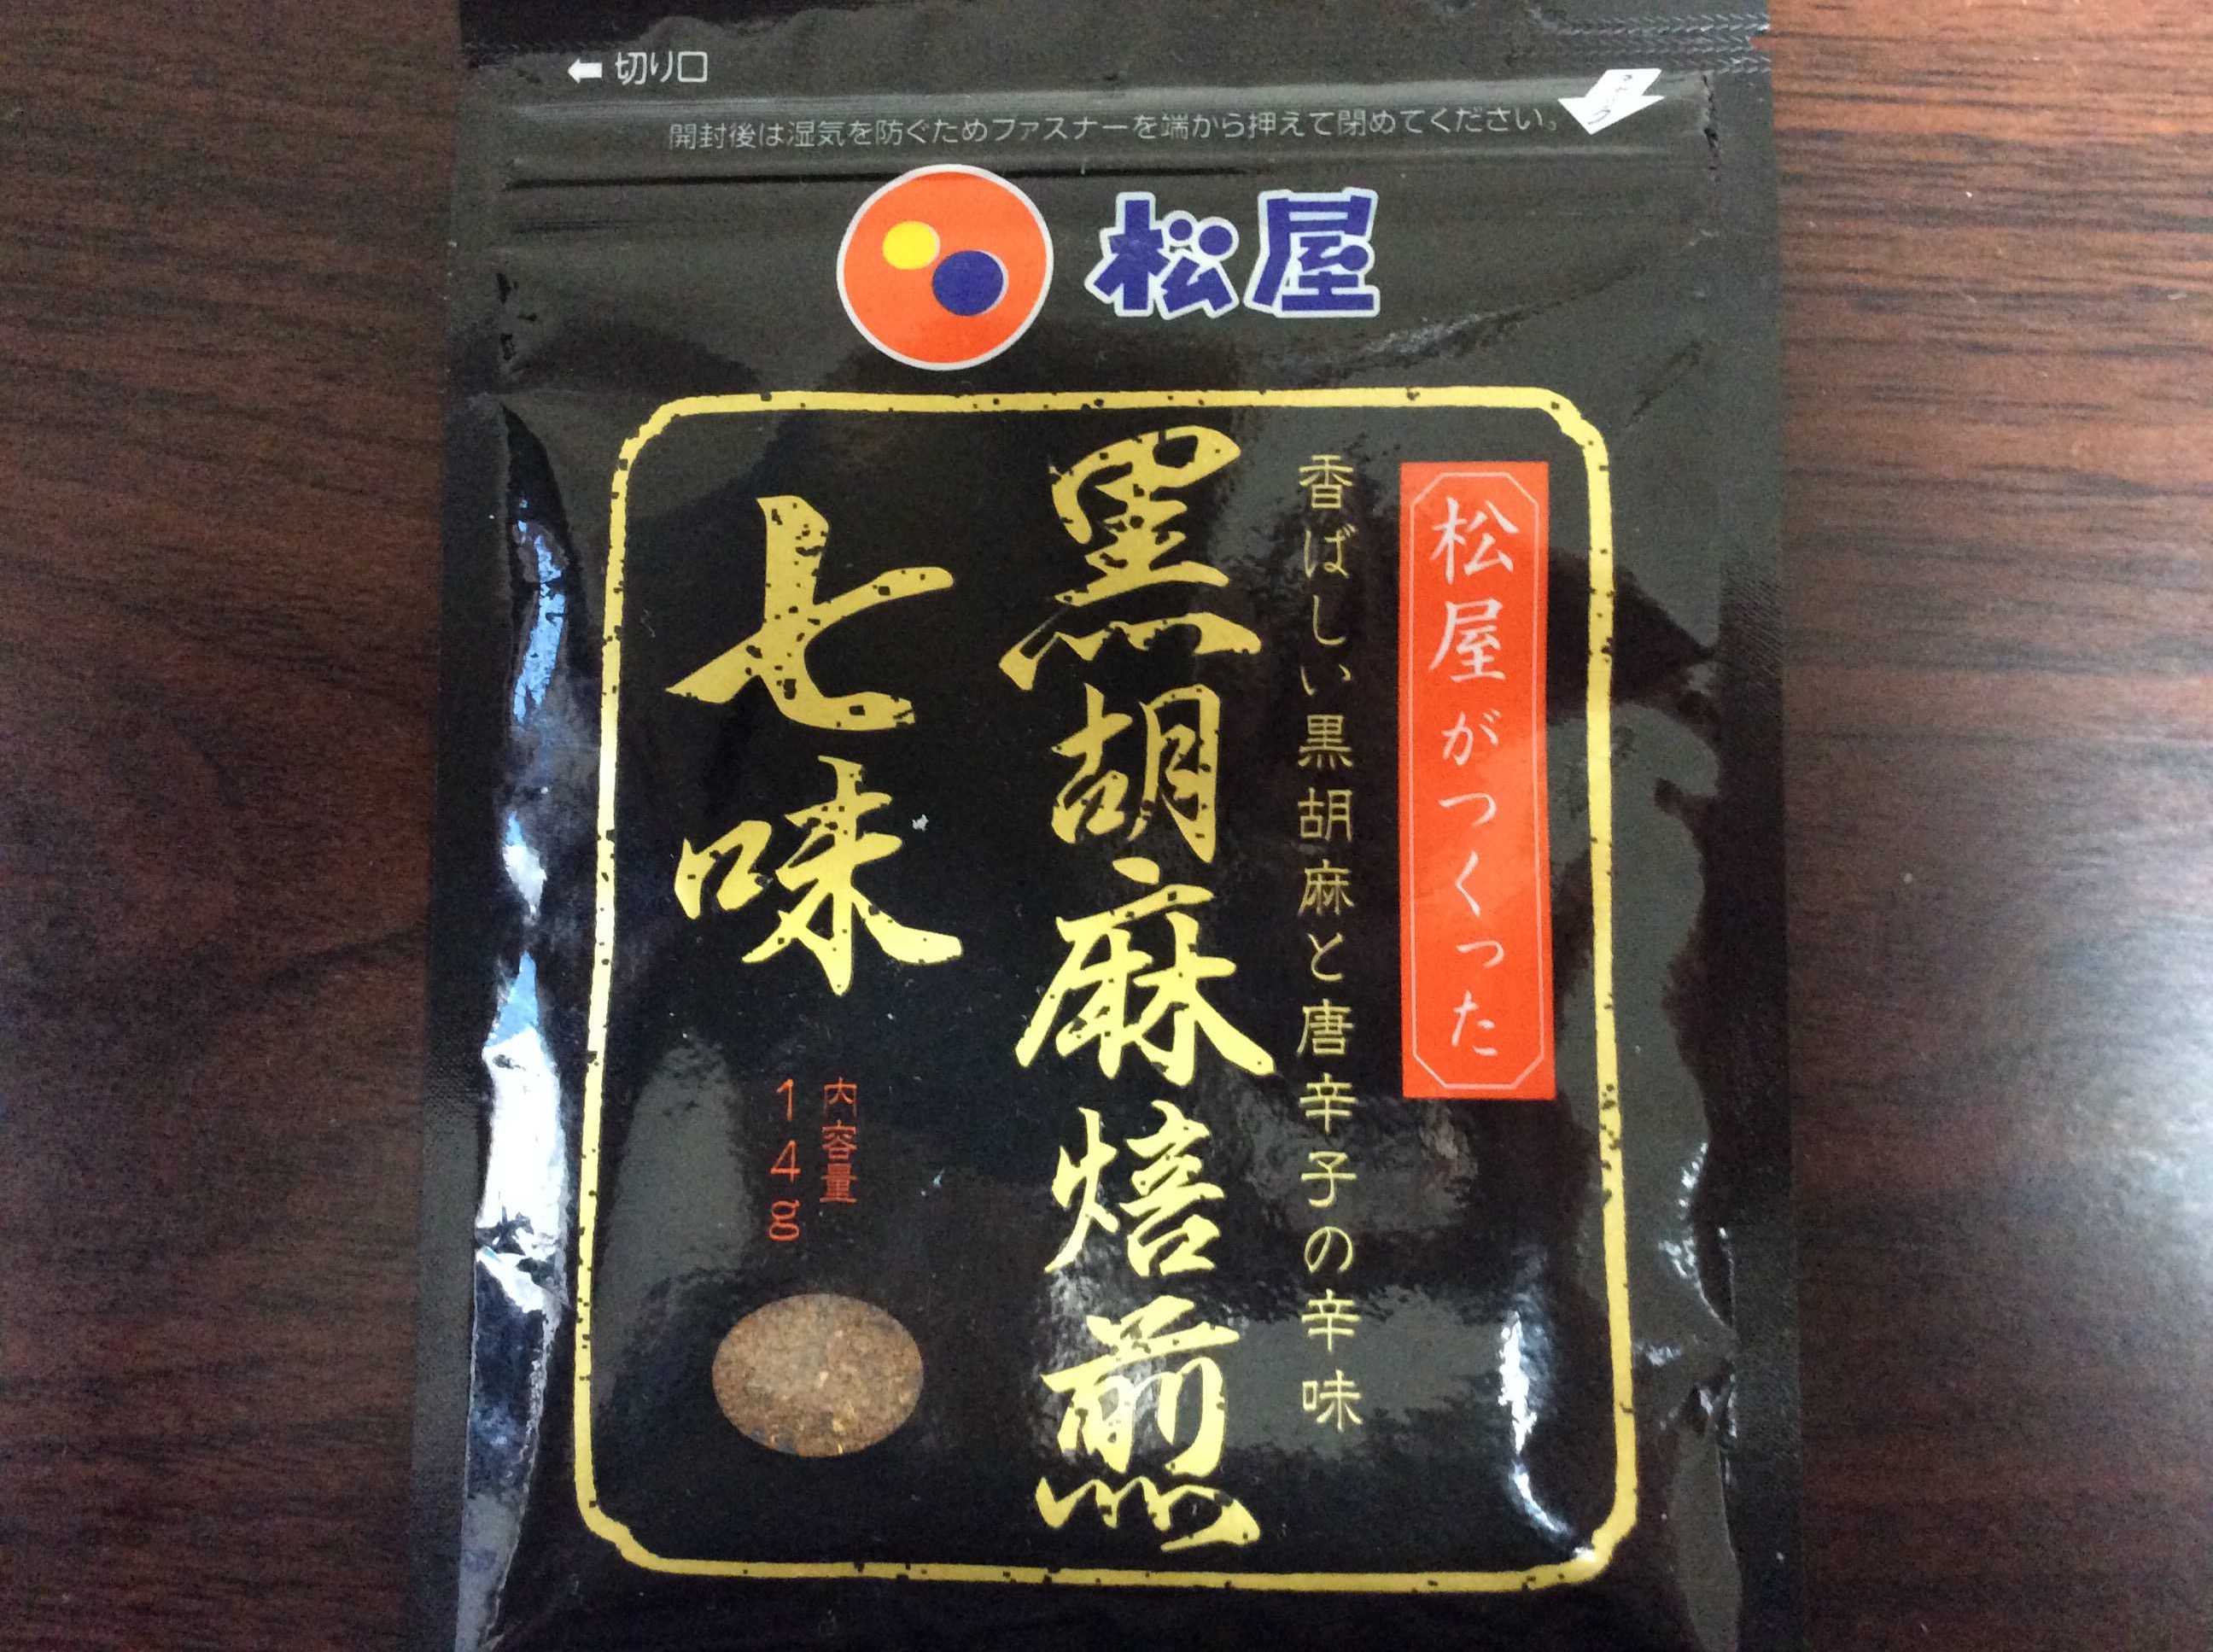 切り口
開封後は湿気を防ぐためファスナーを端から押えて閉めてください。
松屋
松屋がつくった
香ばしい黒胡麻と唐辛子の辛味
黒胡麻焙煎
七味
内容量
14g